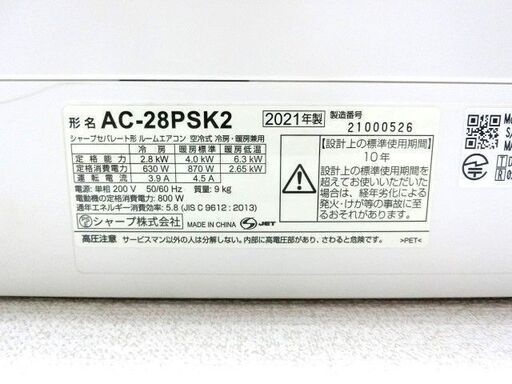 形 名 AC-28PSK2 2021年製 製造番号 21000526
シャープセパレート形 ルームエアコン 空冷式 冷房・暖房兼用
冷 房 暖房標準 暖房低温
定 格 能 力 2.8 kW 4.0 kW 6.3 kW
定格消費電力 630 W 870 W 2.65 kW
運 転 電 流 3.9 A 4.5 A
電源:単相 200 V 50/60 Hz 質量:9 kg
電動機の定格消費電力:800 W
通年エネルギー消費効率:5.8 (JIS C 9612:2013)
シャープ株式会社 MADE IN CHINA S JET
【設計上の標準使用期間】
10 年
設計上の標準使用期間を
超えてお使いいただいた
場合は、経年劣化による
発火・けが等の事故に至
るおそれがあります。
高圧注意 サービスマン以外の人は分解しない。内部に高電圧部があり、さわると危険です。
>PET<